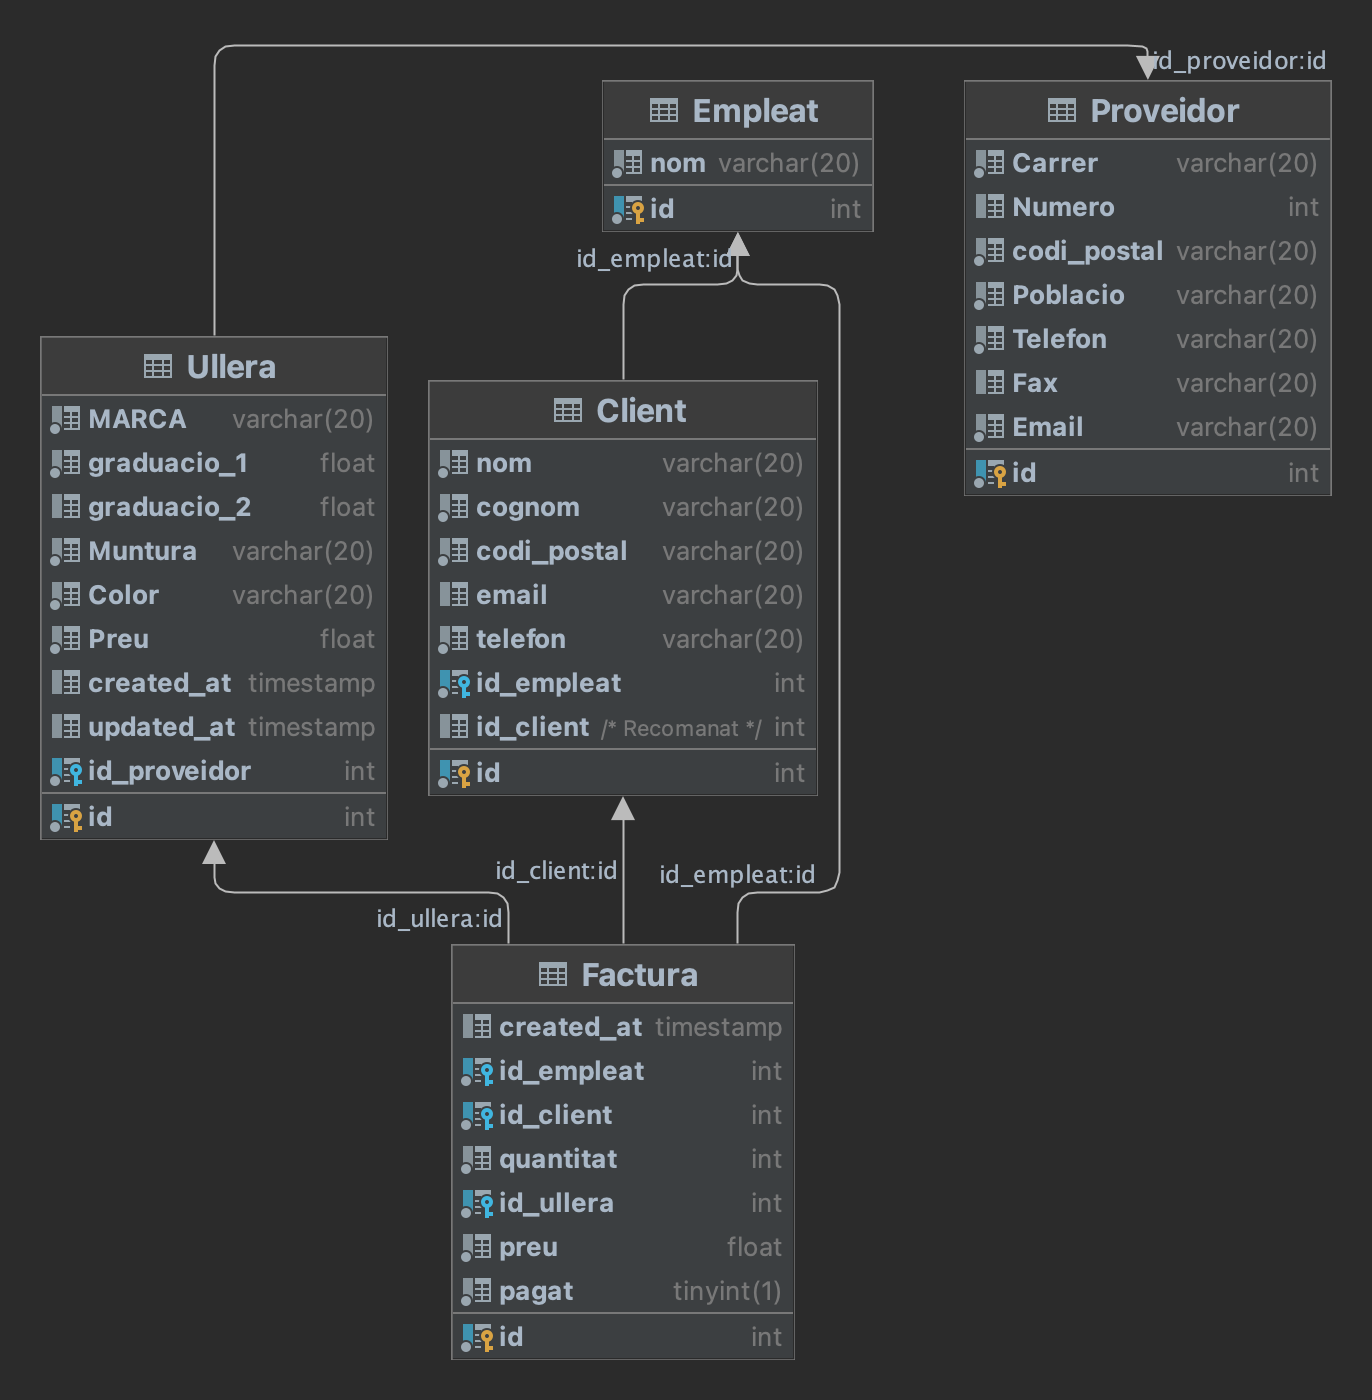 id_proveidor:id
Empleat
nom varchar(20)
id int
Proveidor
Carrer varchar(20)
Numero int
codi_postal varchar(20)
Poblacio varchar(20)
Telefon varchar(20)
Fax varchar(20)
Email varchar(20)
id int
id_empleat:id
Ullera
MARCA varchar(20)
graduacio_1 float
graduacio_2 float
Muntura varchar(20)
Color varchar(20)
Preu float
created_at timestamp
updated_at timestamp
id_proveidor int
id int
Client
nom varchar(20)
cognom varchar(20)
codi_postal varchar(20)
email varchar(20)
telefon varchar(20)
id_empleat int
id_client /* Recomanat */ int
id int
id_client:id
id_empleat:id
id_ullera:id
Factura
created_at timestamp
id_empleat int
id_client int
quantitat int
id_ullera int
preu float
pagat tinyint(1)
id int